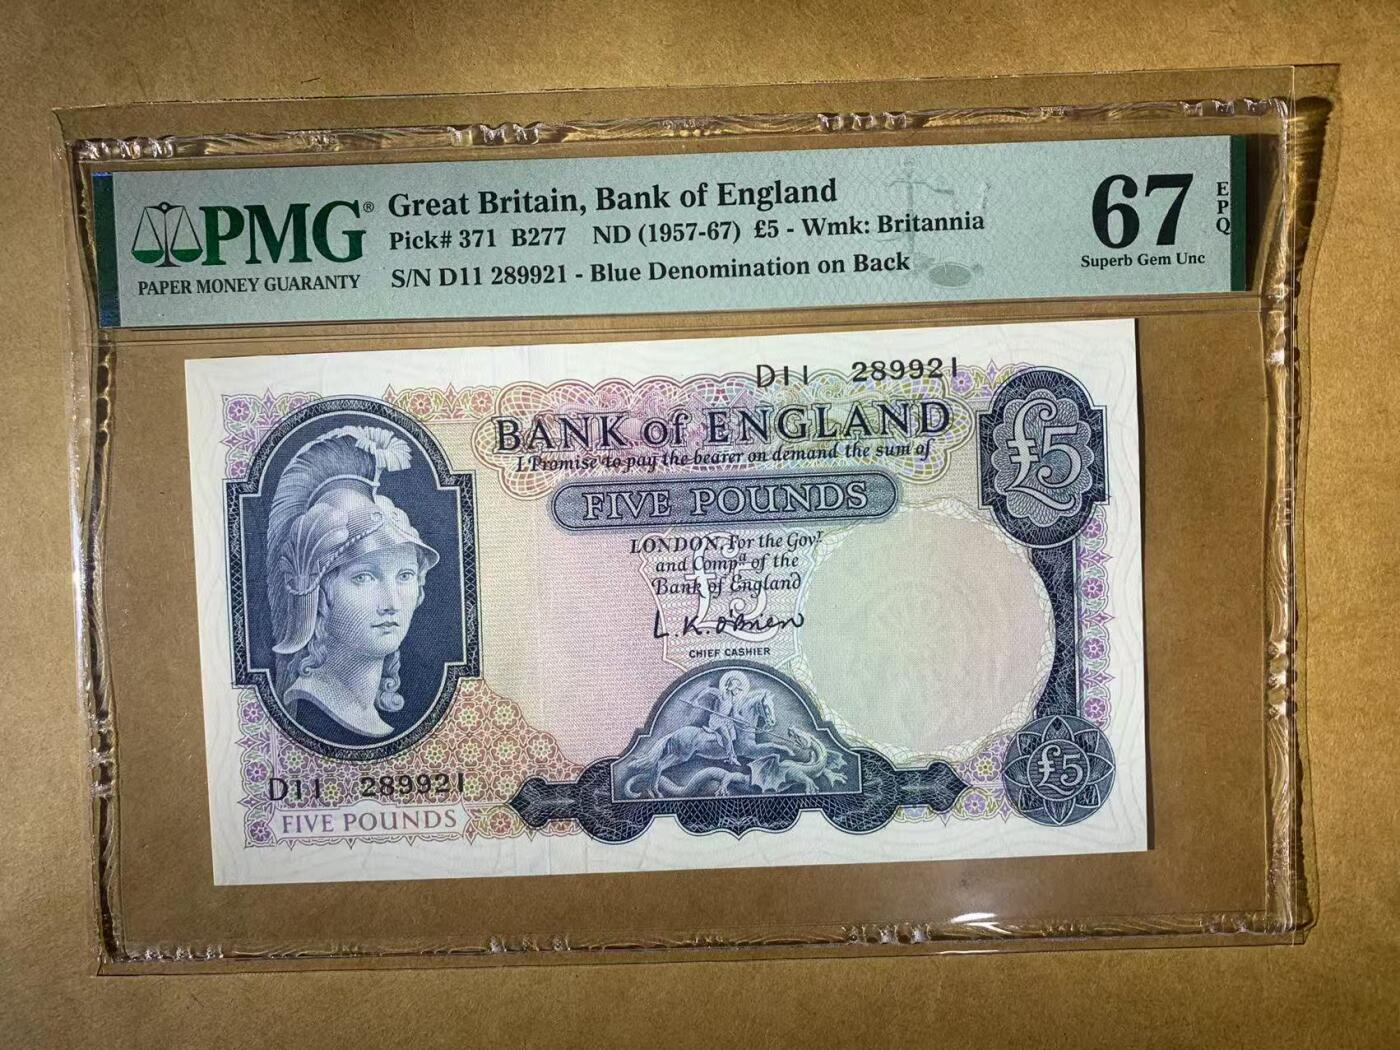 PMG®
PAPER MONEY GUARANTY
Great Britain, Bank of England
Pick# 371 B277 ND (1957-67) £5 - Wmk: Britannia
S/N D11 289921 - Blue Denomination on Back
67
EPQ
Superb Gem Unc
D11 289921
BANK of ENGLAND
I Promise to pay the bearer on demand the sum of
FIVE POUNDS
£5
LONDON, For the Govr
and Compa of the
Bank of England
£5
L.K. O'Brien
CHIEF CASHIER
£5
D11 289921
FIVE POUNDS